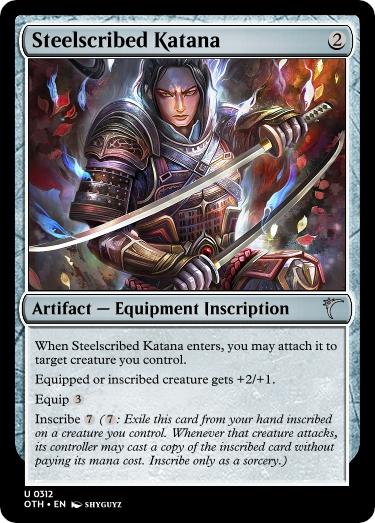 Steelscribed Katana 2
Artifact — Equipment Inscription
When Steelscribed Katana enters, you may attach it to
target creature you control.
Equipped or inscribed creature gets +2/+1.
Equip 3
Inscribe 7 (7: Exile this card from your hand inscribed
on a creature you control. Whenever that creature attacks,
its controller may cast a copy of the inscribed card without
paying its mana cost. Inscribe only as a sorcery.)
U 0312
OTH • EN SHYGUYZ